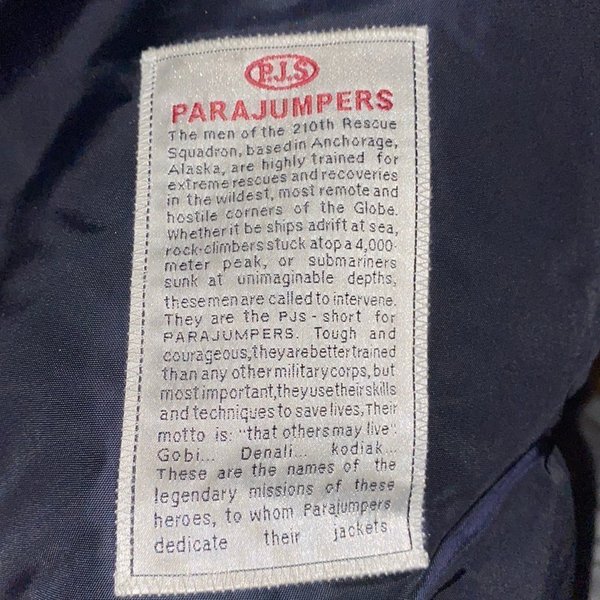 P.J.S
PARAJUMPERS
The men of the 210th Rescue
Squadron, based in Anchorage,
Alaska, are highly trained for
extreme rescues and recoveries
in the wildest, most remote and
hostile corners of the Globe.
Whether it be ships adrift at sea,
rock-climbers stuck atop a 4,000-
meter peak, or submariners
sunk at unimaginable depths,
these men are called to intervene.
They are the PJs - short for
PARAJUMPERS. Tough and
courageous, they are better trained
than any other military corps, but
most important, they use their skills
and techniques to save lives, Their
motto is: "that others may live"
Gobi... Denali... kodiak...
These are the names of the
legendary missions of these
heroes, to whom Parajumpers
dedicate their jackets